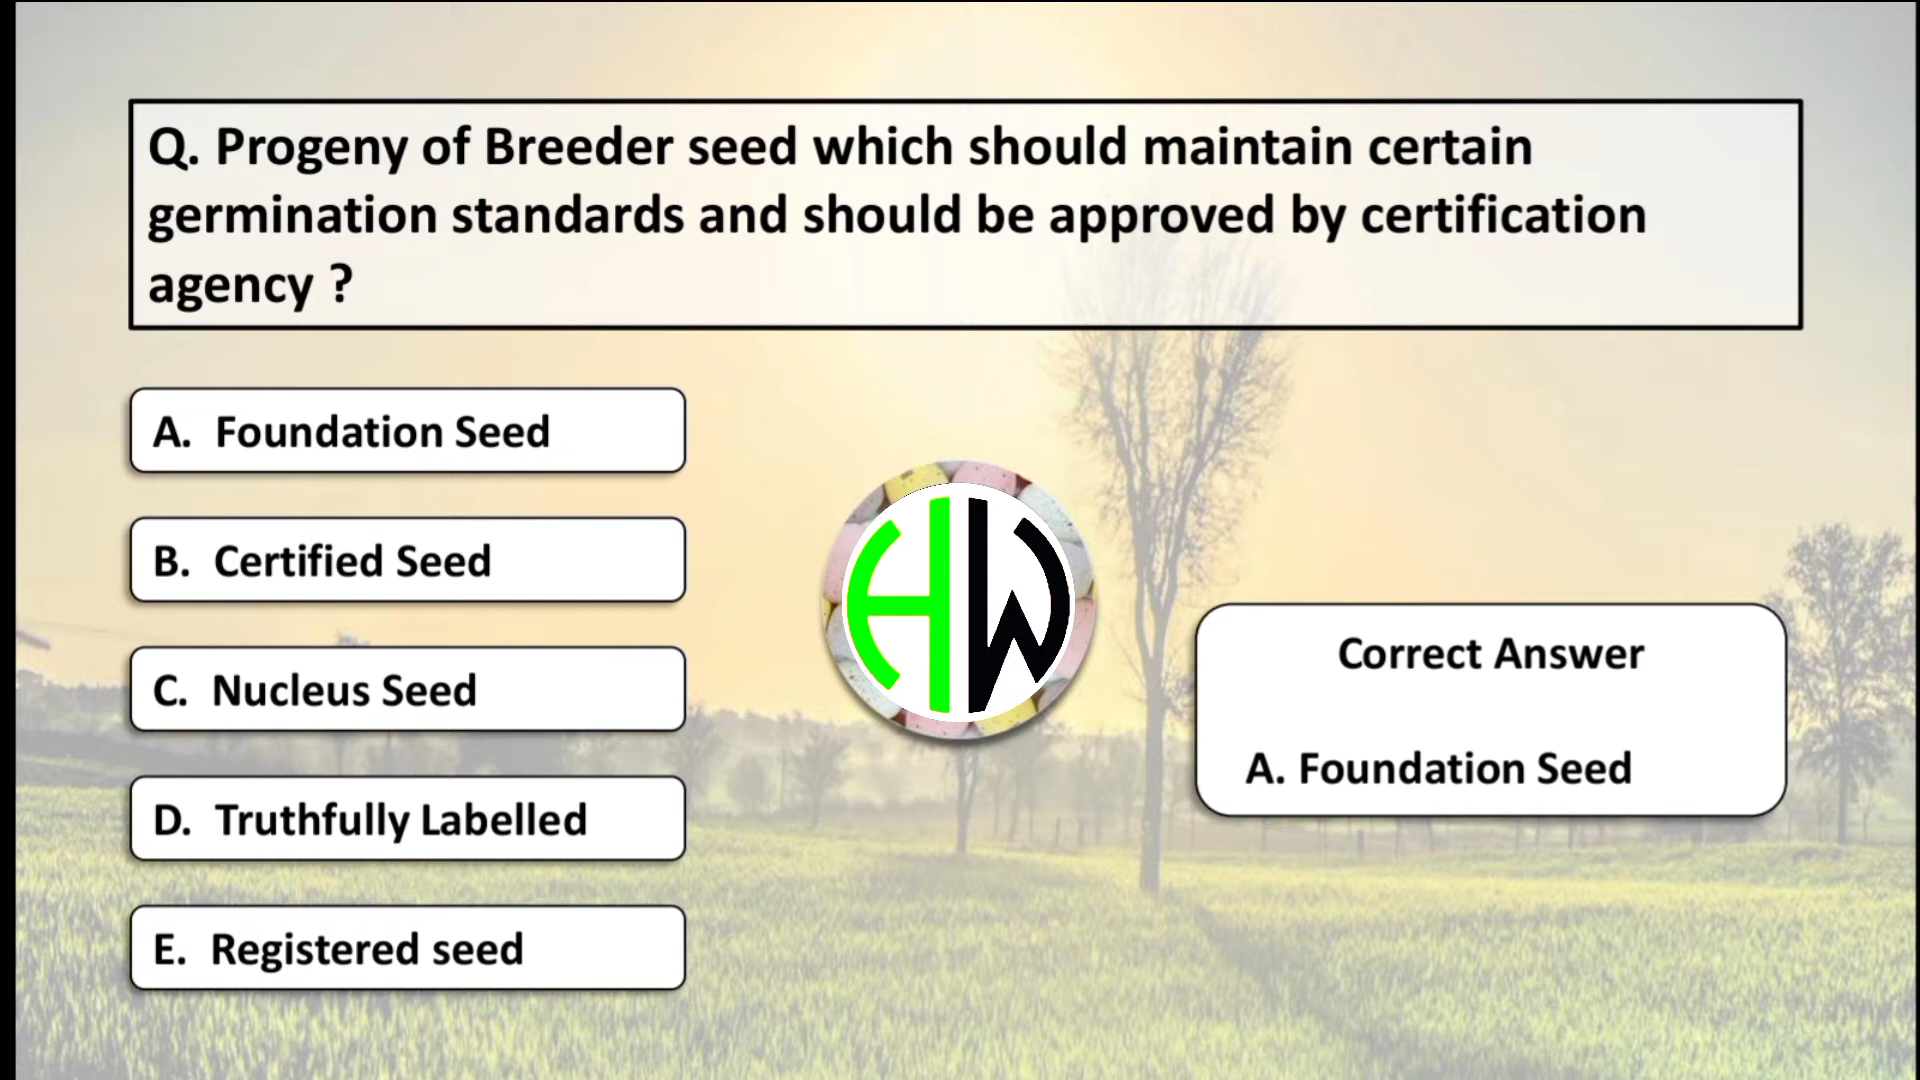 Q. Progeny of Breeder seed which should maintain certain
germination standards and should be approved by certification
agency ?
A. Foundation Seed
B. Certified Seed
C. Nucleus Seed
D. Truthfully Labelled
E. Registered seed
HW
Correct Answer
A. Foundation Seed